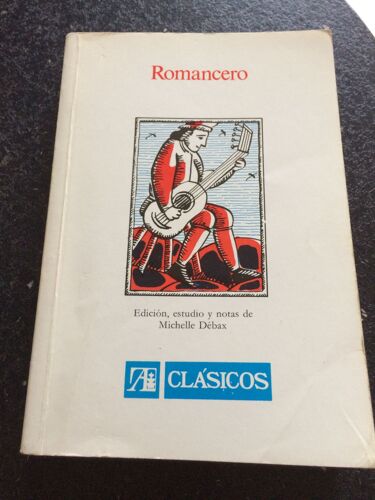 Romancero
Edición, estudio y notas de
Michelle Débax
CLÁSICOS